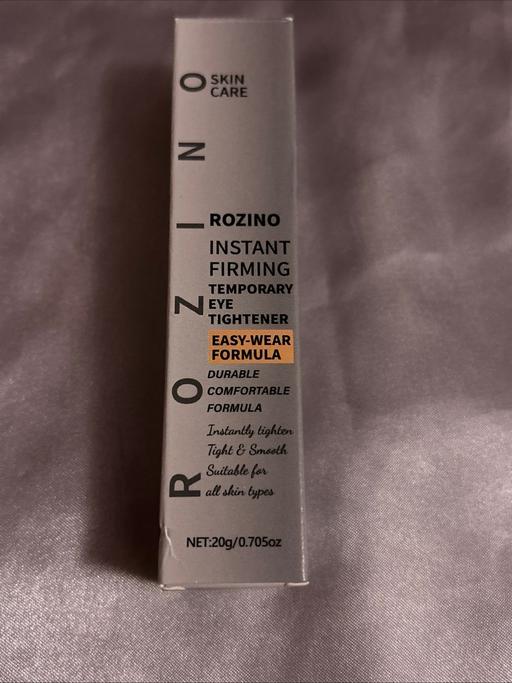 ROZINO
SKIN
CARE
ROZINO
INSTANT
FIRMING
TEMPORARY
EYE
TIGHTENER
EASY-WEAR
FORMULA
DURABLE
COMFORTABLE
FORMULA
Instantly tighten
Tight & Smooth
Suitable for
all skin types
NET:20g/0.705oz